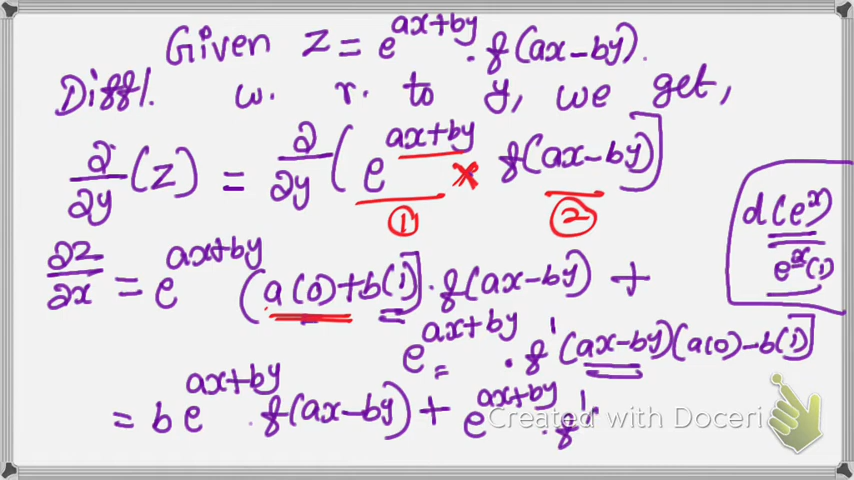 Given z = e^{ax+by} . f(ax-by).
Diffl. w. r. to y, we get,
∂/∂y (z) = ∂/∂y ( e^{ax+by} × f(ax-by) ]
① ②
d(e^x)
e^x(1)
∂z/∂x = e^{ax+by} (a(0)+b(1)] . f(ax-by) +
e^{ax+by} . f'(ax-by)(a(0)-b(1)]
= b e^{ax+by} . f(ax-by) + e^{ax+by} . f'
Created with Doceri